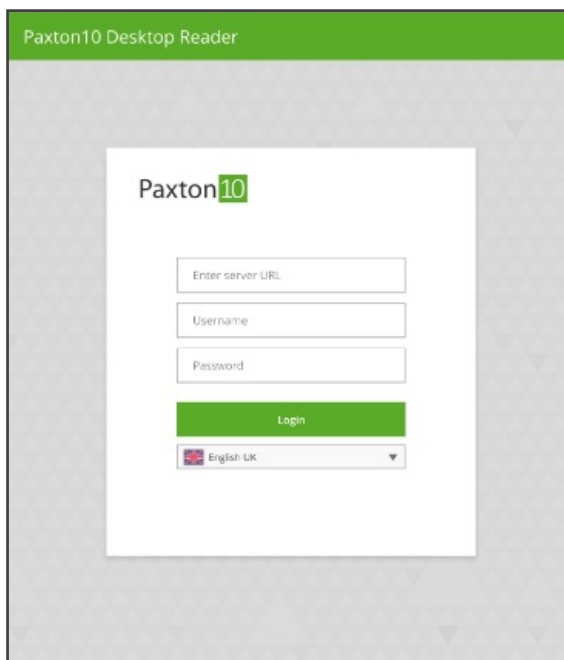 Paxton10 Desktop Reader
Paxton10
Enter server URL
Username
Password
Login
English UK